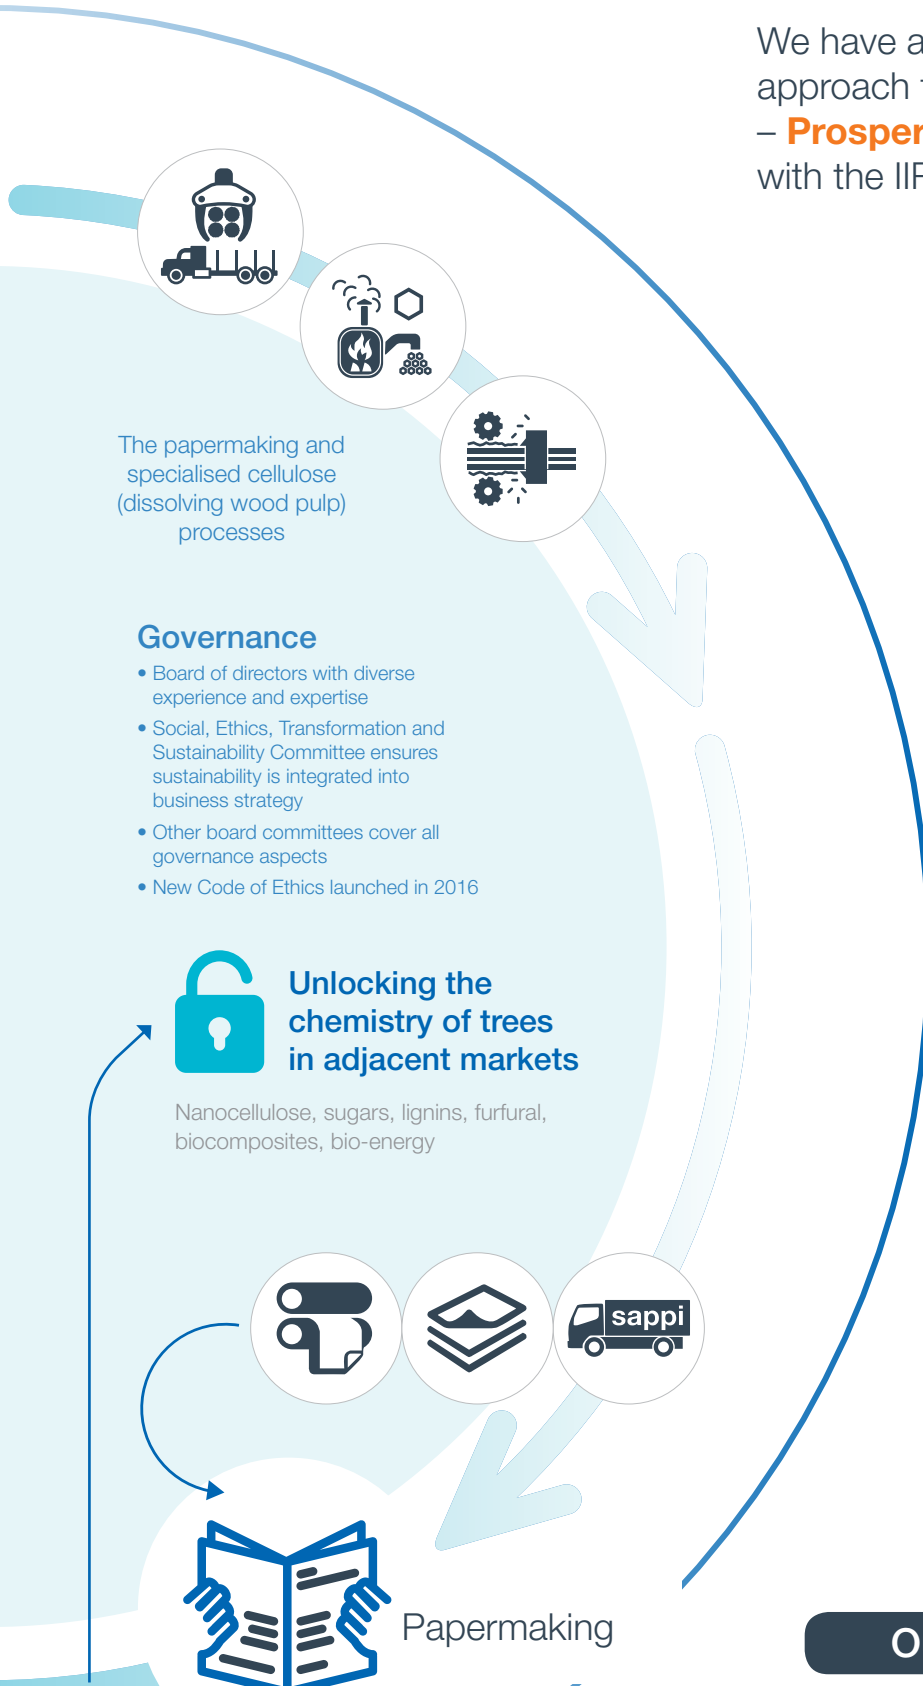 We have a
approach
– Prosper
with the
The papermaking and
specialised cellulose
(dissolving wood pulp)
processes
Governance
• Board of directors with diverse
experience and expertise
• Social, Ethics, Transformation and
Sustainability Committee ensures
sustainability is integrated into
business strategy
• Other board committees cover all
governance aspects
• New Code of Ethics launched in 2016
Unlocking the
chemistry of trees
in adjacent markets
Nanocellulose, sugars, lignins, furfural,
biocomposites, bio-energy
sappi
Papermaking
O